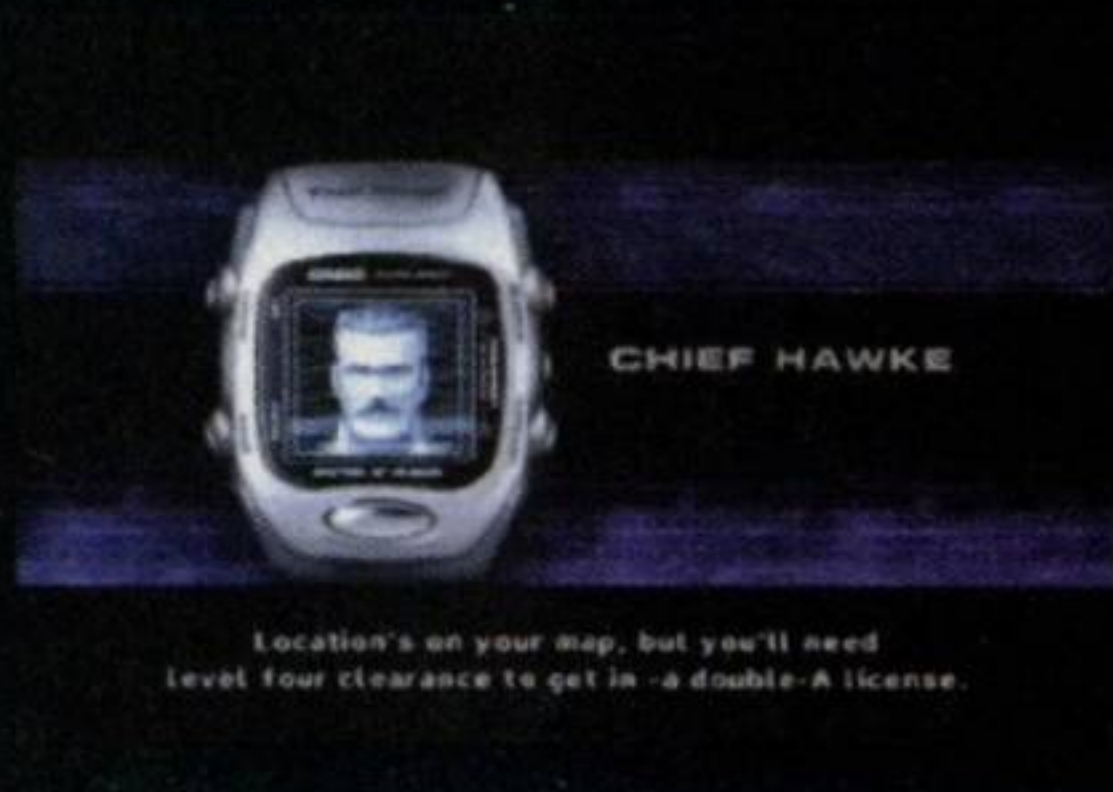 CHIEF HAWKE
Location's on your map, but you'll need
level four clearance to get in -a double-A license.